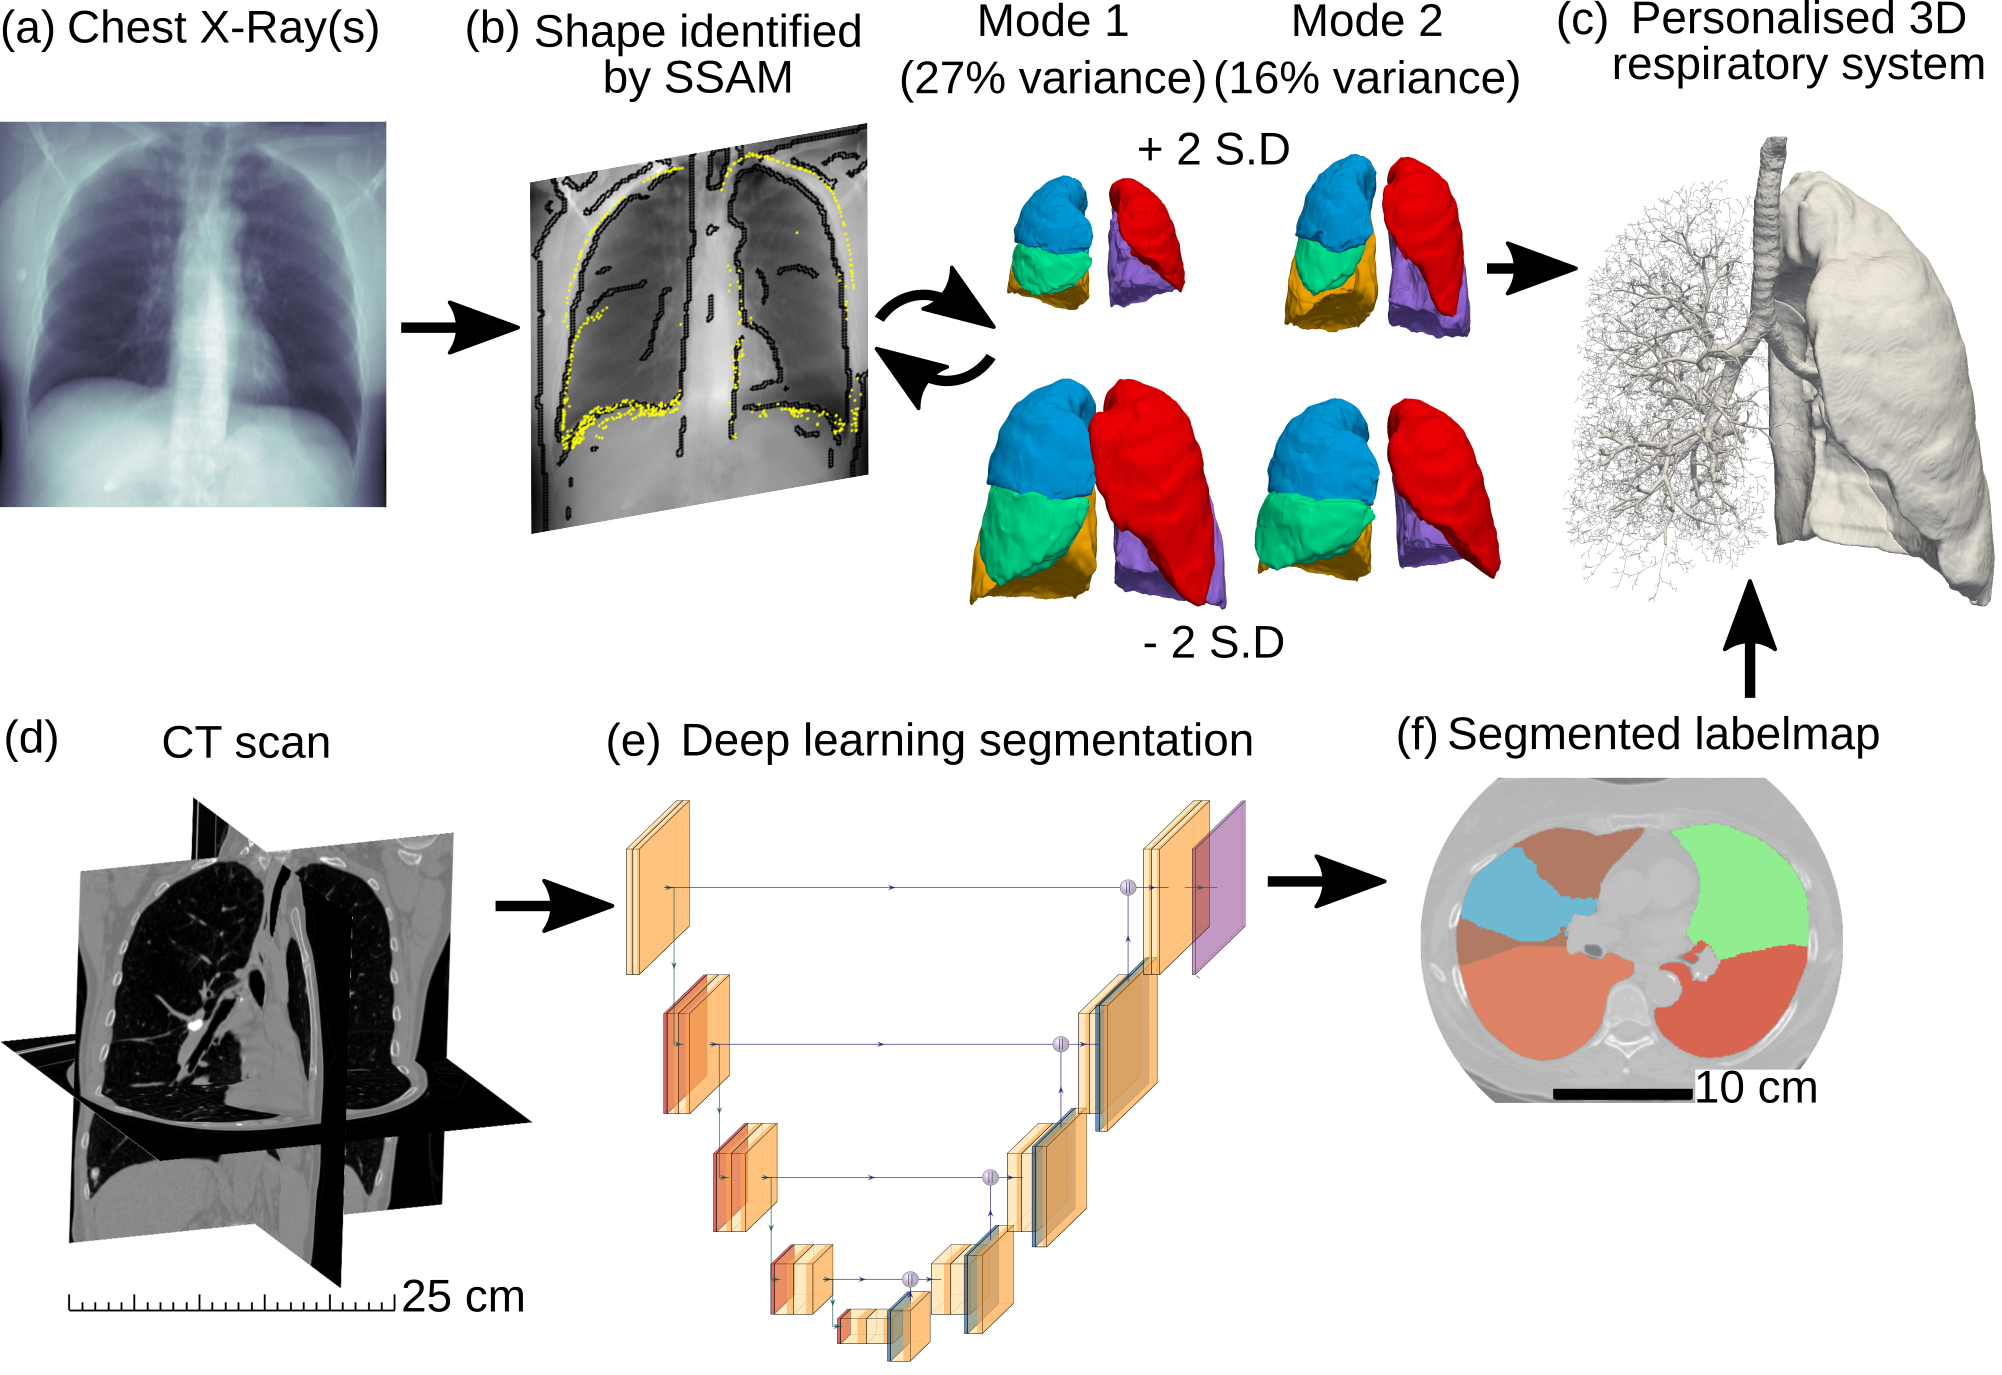 (a) Chest X-Ray(s)
(b) Shape identified
by SSAM
Mode 1
(27% variance)
Mode 2
(16% variance)
(c) Personalised 3D
respiratory system
+ 2 S.D
- 2 S.D
(d) CT scan
25 cm
(e) Deep learning segmentation
(f) Segmented labelmap
10 cm